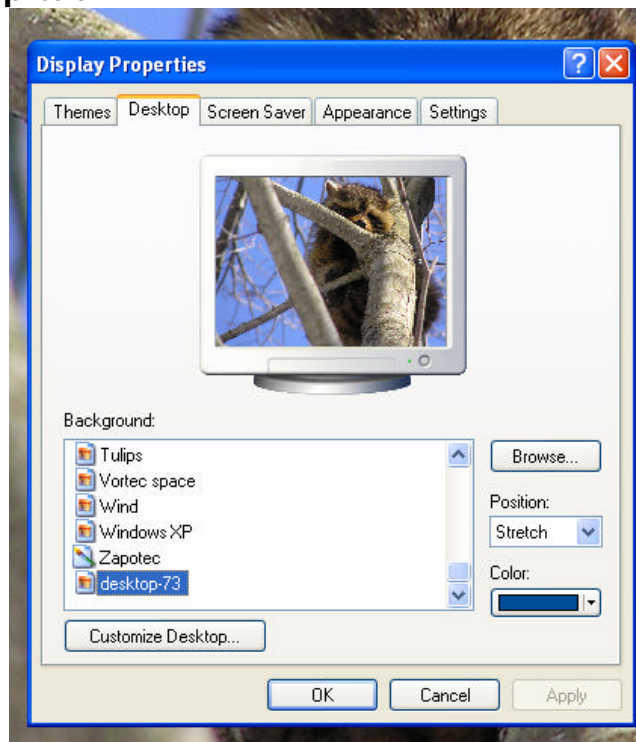 Display Properties
Themes Desktop Screen Saver Appearance Settings
Background:
Tulips
Vortec space
Wind
Windows XP
Zapotec
desktop-73
Browse...
Position:
Stretch
Color:
Customize Desktop...
OK Cancel Apply